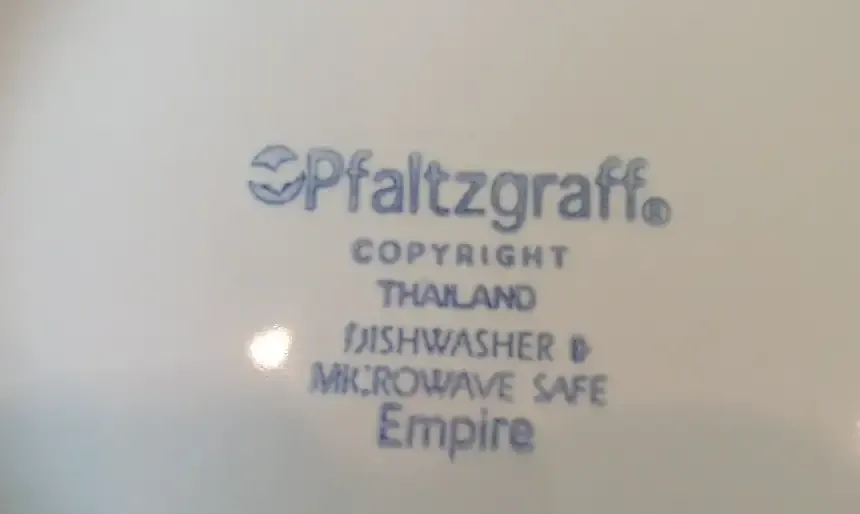 Pfaltzgraff®
COPYRIGHT
THAILAND
DISHWASHER &
MICROWAVE SAFE
Empire